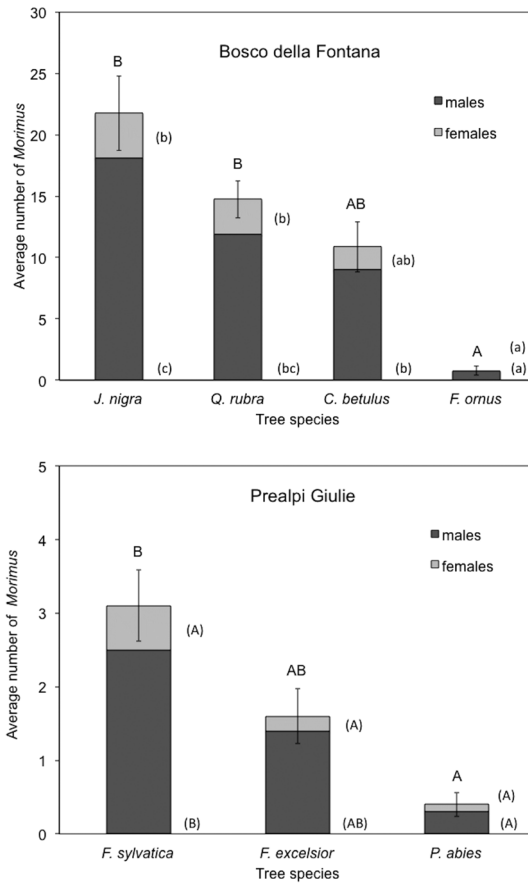 30
Bosco della Fontana
B
25
males
(b)
females
20
B
Average number of Morimus
15
(b)
AB
10
(ab)
5
(a)
A
0
(c)
(bc)
(b)
(a)
J. nigra
Q. rubra
C. betulus
F. ornus
Tree species
5
Prealpi Giulie
4
males
B
females
3
(A)
Average number of Morimus
AB
2
(A)
1
A
(A)
0
(B)
(AB)
(A)
F. sylvatica
F. excelsior
P. abies
Tree species